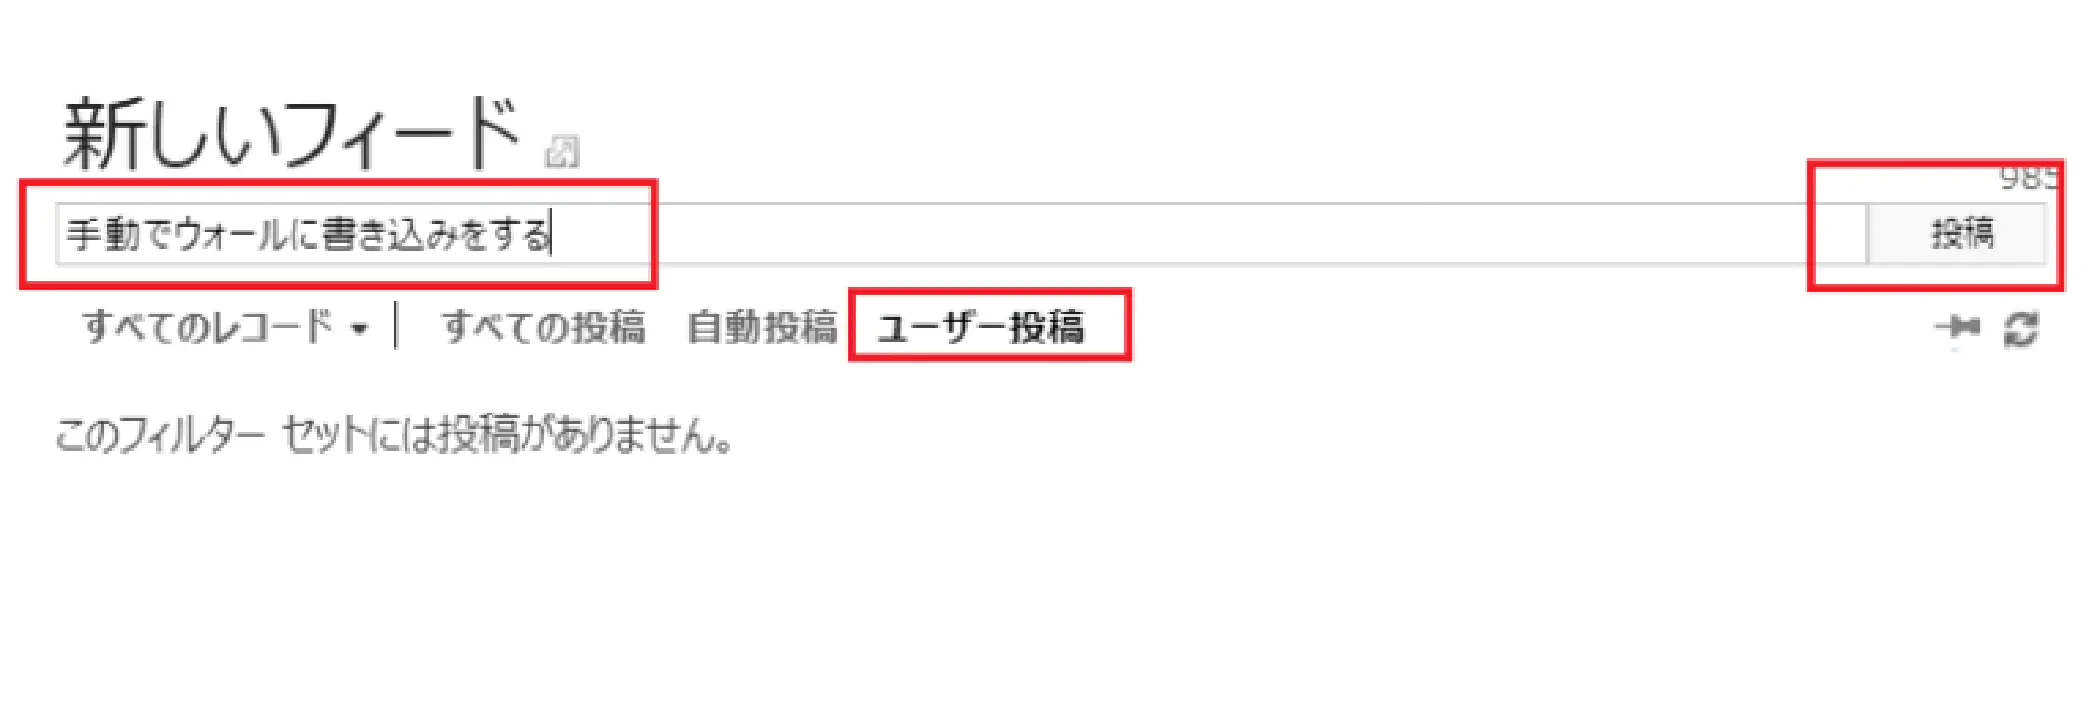 新しいフィード
985
手動でウォールに書き込みをする
投稿
すべてのレコード すべての投稿 自動投稿 ユーザー投稿
このフィルター セットには投稿がありません。